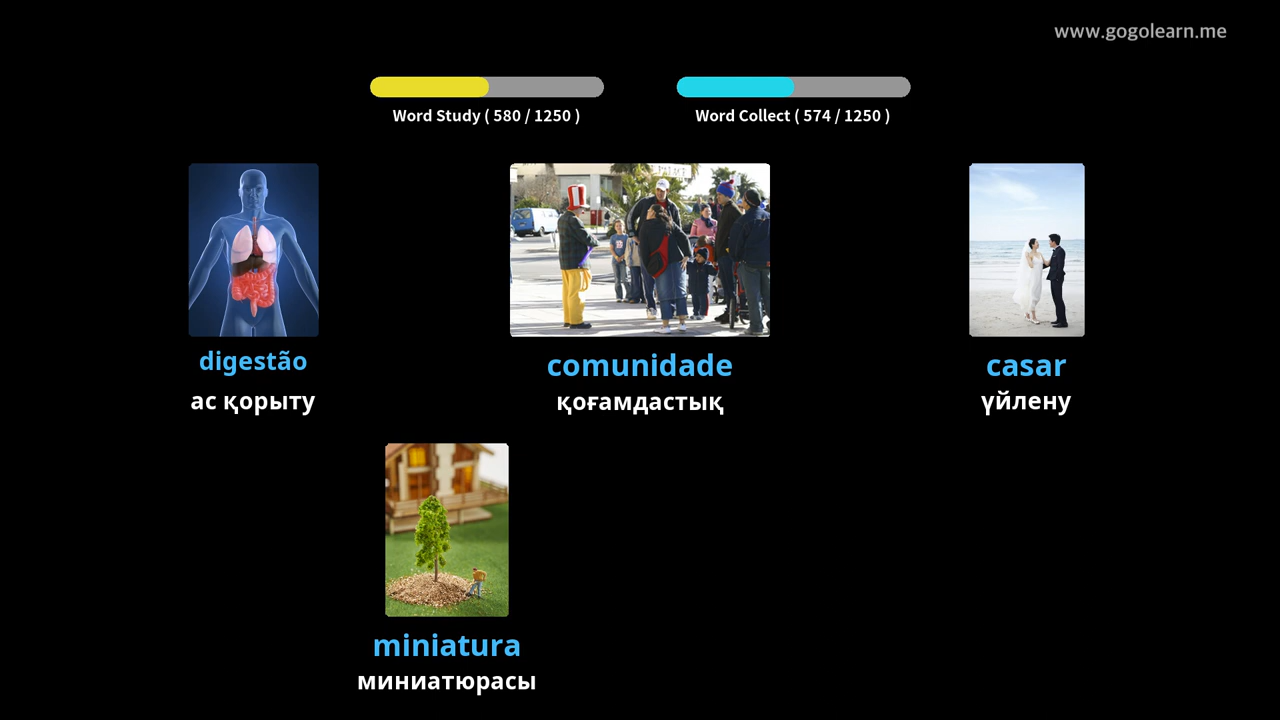 www.gogolearn.me
Word Study ( 580 / 1250 )
Word Collect ( 574 / 1250 )
digestão
comunidade
casar
ас қорыту
қоғамдастық
үйлену
miniatura
миниатюрасы